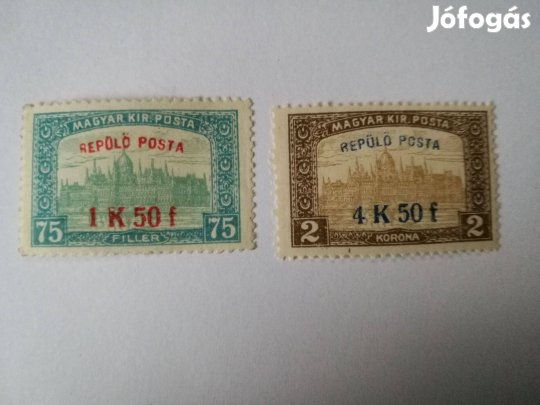 Jófogás
MAGYAR KIR. POSTA
REPÜLŐ POSTA
1 K 50 f
75 FILLÉR 75
MAGYAR KIR. POSTA
REPÜLŐ POSTA
4 K 50 f
2 KORONA 2